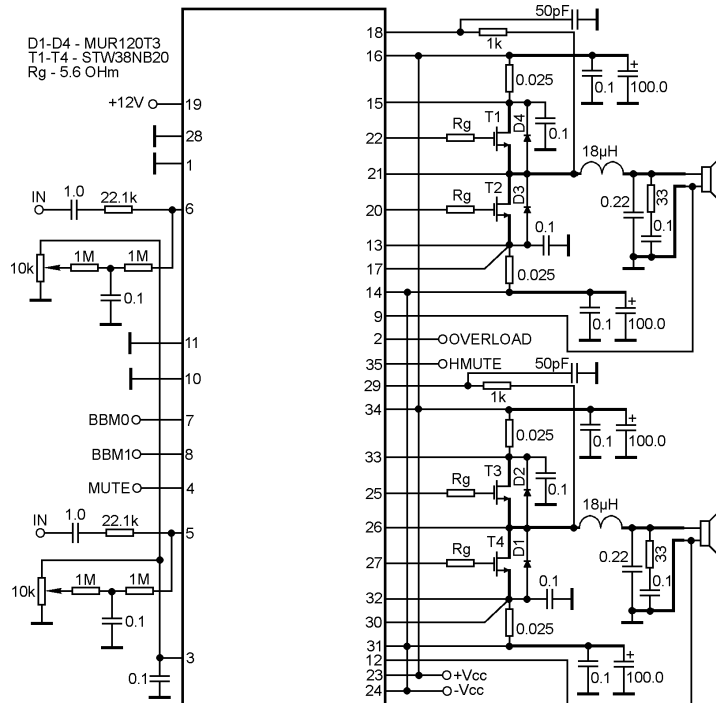 50pF
18
1k
D1-D4 - MUR120T3
T1-T4 - STW38NB20
Rg - 5.6 OHm
16
+
0.025
0.1
100.0
+12V
19
15
T1
D4
0.1
28
22
Rg
1
18µH
21
IN
1.0
22.1k
6
T2
D3
0.22
33
20
Rg
0.1
0.1
13
1M
1M
17
10k
0.025
0.1
14
+
9
0.1
100.0
11
2
OVERLOAD
35
HMUTE
50pF
10
29
1k
34
BBM0
7
+
0.025
0.1
100.0
BBM1
8
33
T3
D2
MUTE
4
25
Rg
0.1
18µH
IN
1.0
22.1k
5
26
T4
D1
Rg
0.22
33
27
0.1
1M
1M
0.1
10k
32
30
0.1
0.025
31
+
3
12
0.1
23
+Vcc
0.1
100.0
24
-Vcc